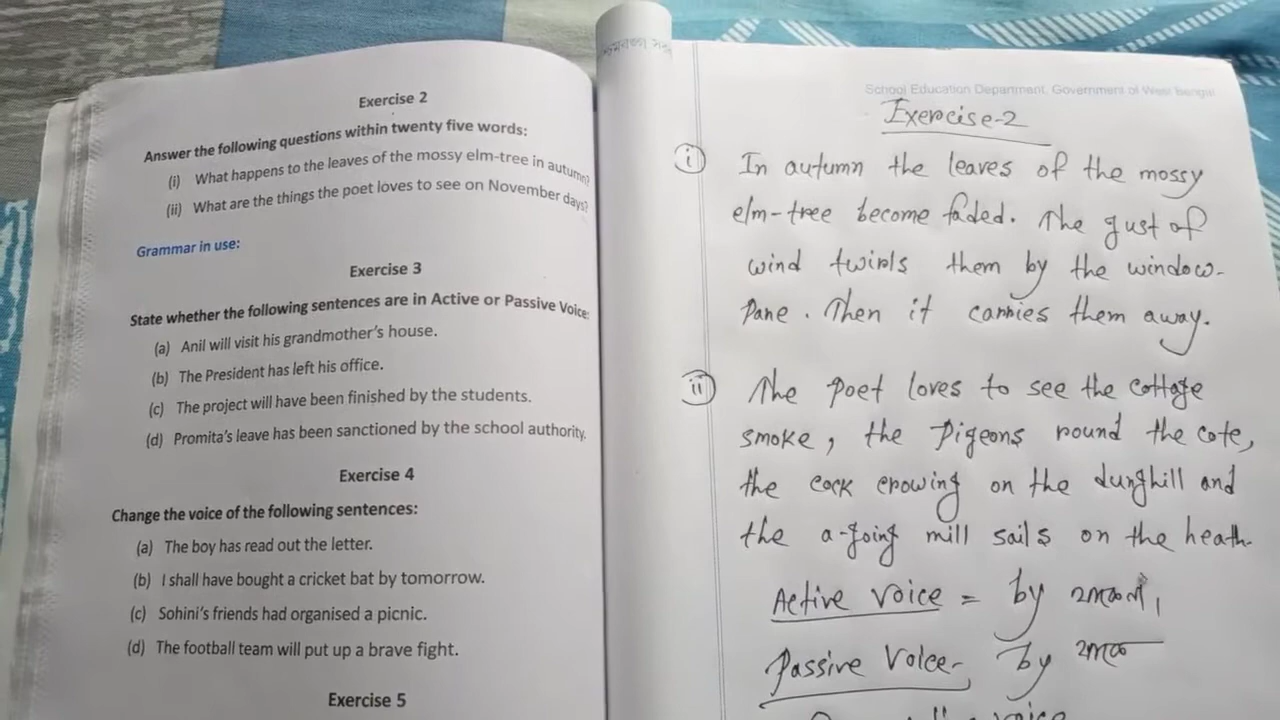 Exercise 2
Answer the following questions within twenty five words:
(i) What happens to the leaves of the mossy elm-tree in autumn?
(ii) What are the things the poet loves to see on November days?
Grammar in use:
Exercise 3
State whether the following sentences are in Active or Passive Voice:
(a) Anil will visit his grandmother's house.
(b) The President has left his office.
(c) The project will have been finished by the students.
(d) Promita's leave has been sanctioned by the school authority.
Exercise 4
Change the voice of the following sentences:
(a) The boy has read out the letter.
(b) I shall have bought a cricket bat by tomorrow.
(c) Sohini's friends had organised a picnic.
(d) The football team will put up a brave fight.
Exercise 5
School Education Department, Government of West Bengal
Exercise-2
i In autumn the leaves of the mossy
elm-tree become faded. The gust of
wind twirls them by the window-
pane. Then it carries them away.
ii The poet loves to see the cottage
smoke, the pigeons round the cote,
the cock crowing on the dunghill and
the a-going mill sails on the heath.
Active voice = by
Passive Voice- by
voice